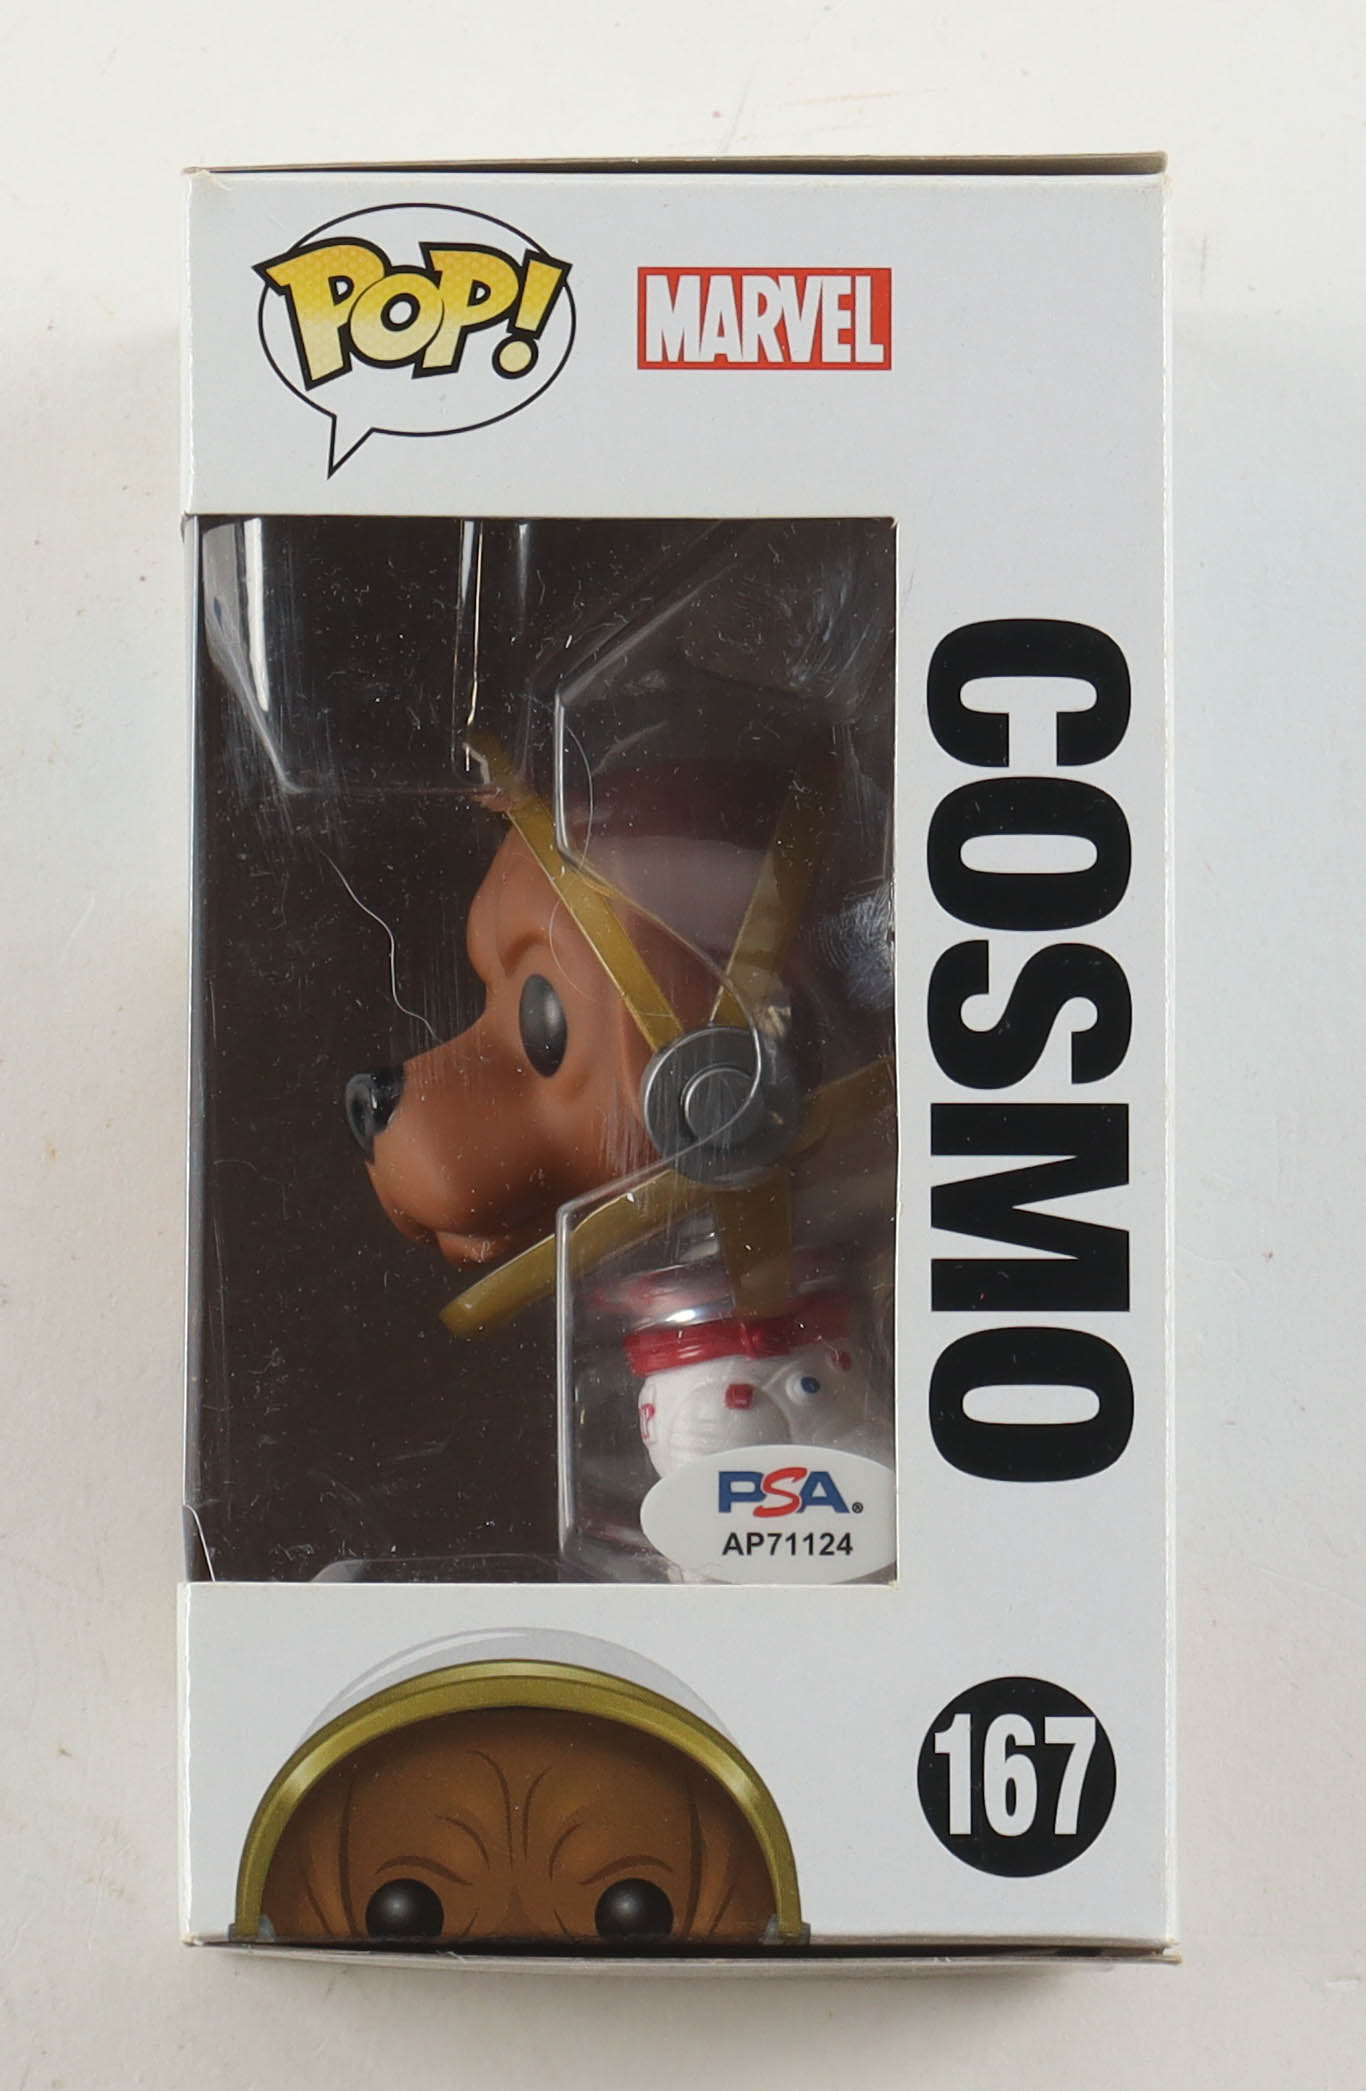 POP!
MARVEL
COSMO
PSA®
AP71124
167